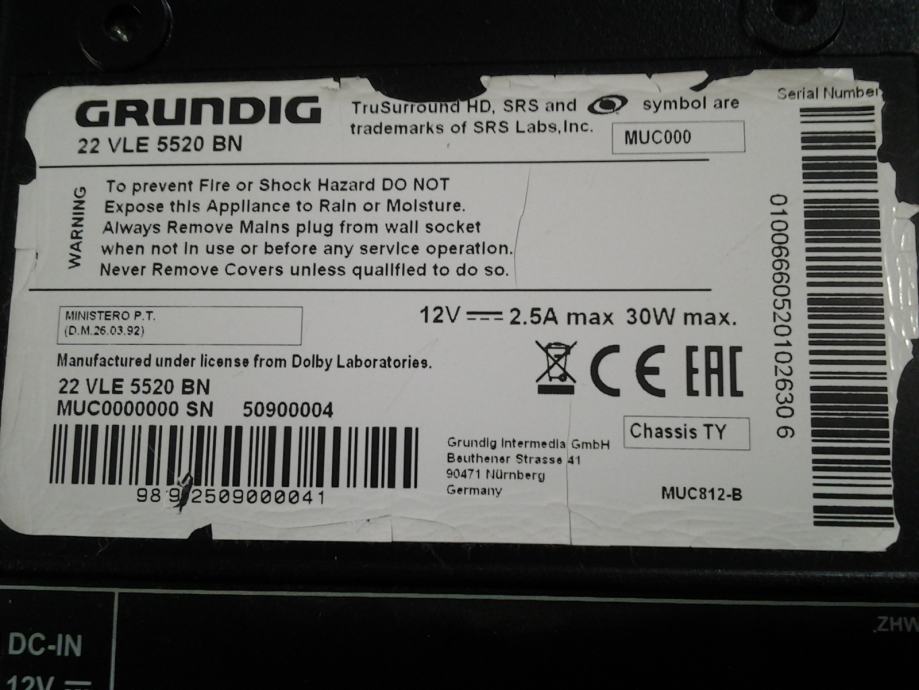 GRUNDIG
22 VLE 5520 BN
TruSurround HD, SRS and symbol are
trademarks of SRS Labs,Inc.
MUC000
Serial Number
WARNING
To prevent Fire or Shock Hazard DO NOT
Expose this Appliance to Rain or Moisture.
Always Remove Mains plug from wall socket
when not in use or before any service operation.
Never Remove Covers unless qualified to do so.
MINISTERO P.T.
(D.M.26.03.92)
12V 2.5A max 30W max.
Manufactured under license from Dolby Laboratories.
22 VLE 5520 BN
MUC0000000 SN 50900004
CE EAC
Grundig Intermedia GmbH
Beuthener Strasse 41
90471 Nürnberg
Germany
Chassis TY
MUC812-B
01006660520102630 6
DC-IN
12V